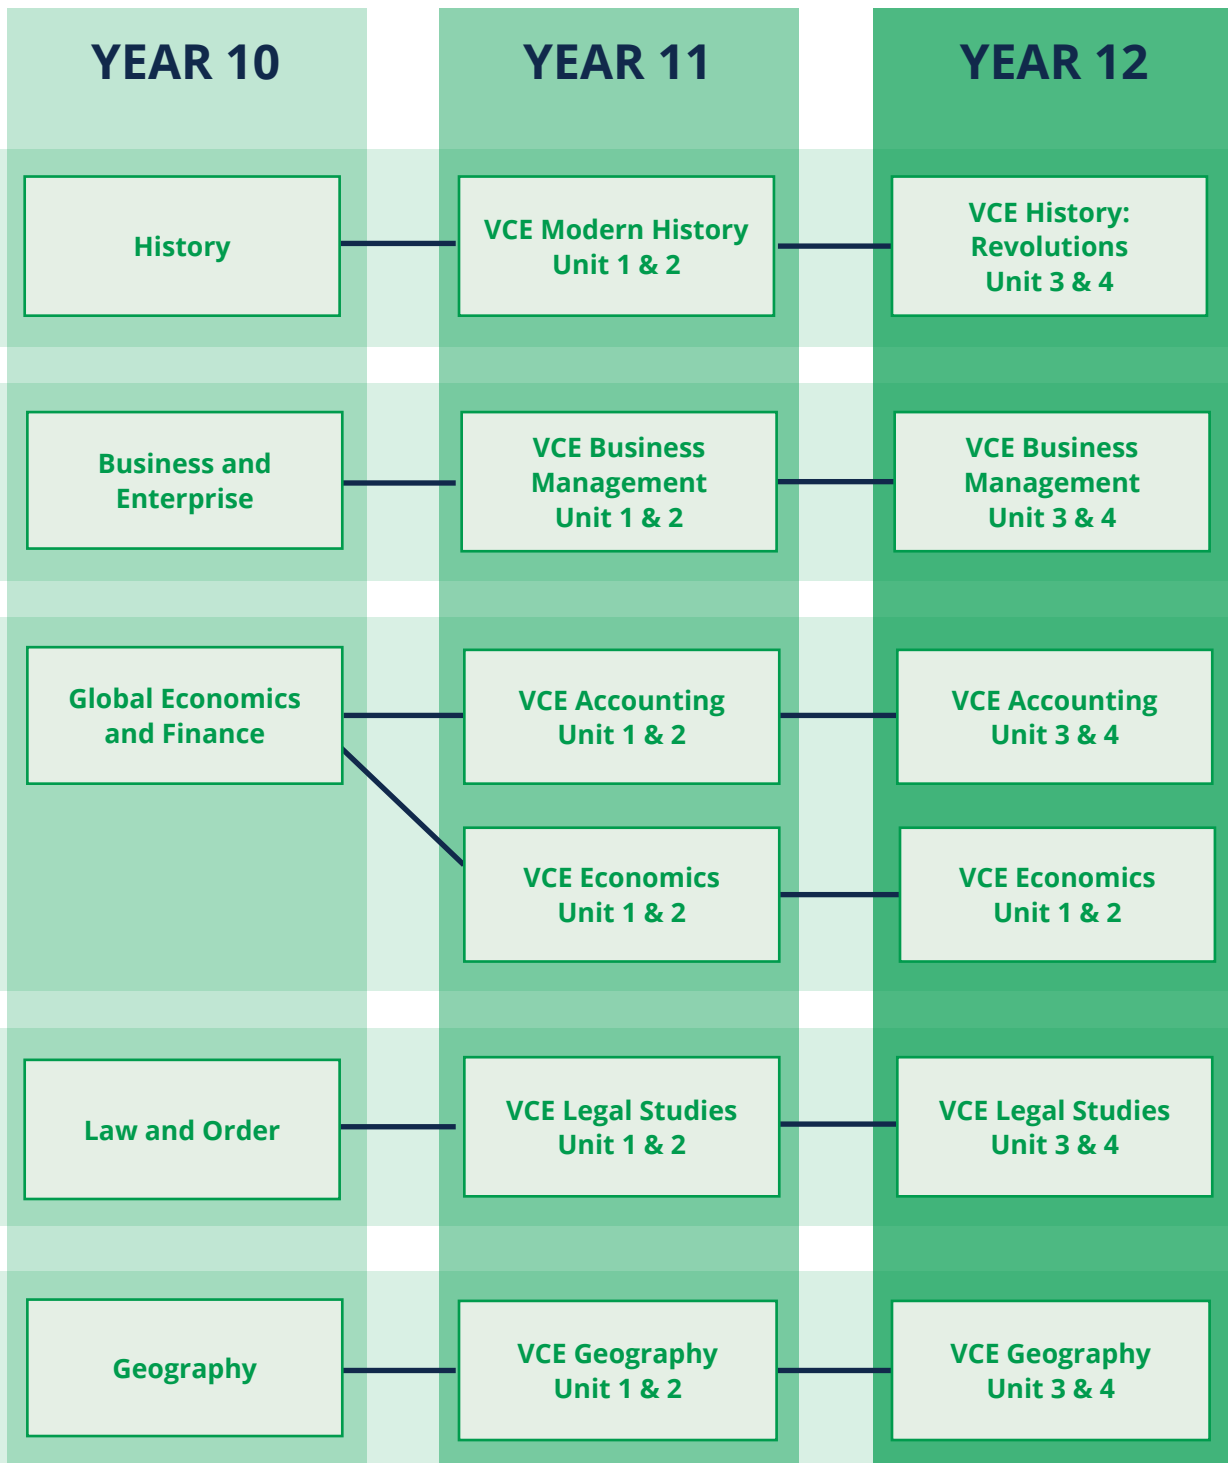 YEAR 10
YEAR 11
YEAR 12
History
VCE Modern History
Unit 1 & 2
VCE History:
Revolutions
Unit 3 & 4
Business and
Enterprise
VCE Business
Management
Unit 1 & 2
VCE Business
Management
Unit 3 & 4
Global Economics
and Finance
VCE Accounting
Unit 1 & 2
VCE Accounting
Unit 3 & 4
VCE Economics
Unit 1 & 2
VCE Economics
Unit 1 & 2
Law and Order
VCE Legal Studies
Unit 1 & 2
VCE Legal Studies
Unit 3 & 4
Geography
VCE Geography
Unit 1 & 2
VCE Geography
Unit 3 & 4